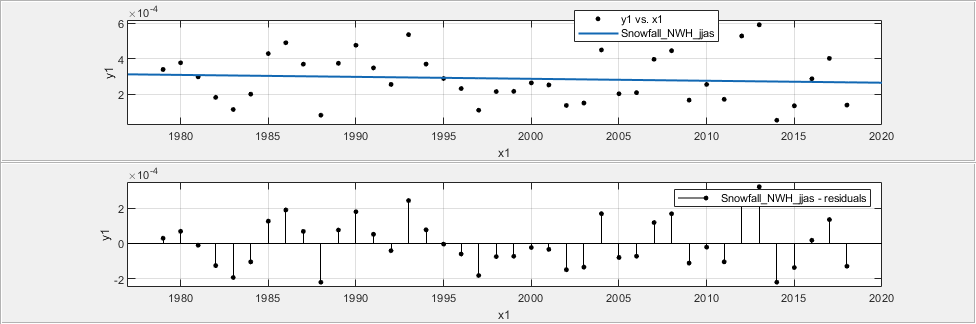 ×10⁻⁴
6
4
2
y1
1980 1985 1990 1995 2000 2005 2010 2015 2020
x1
y1 vs. x1
Snowfall_NWH_jjas
×10⁻⁴
2
0
-2
y1
1980 1985 1990 1995 2000 2005 2010 2015 2020
x1
Snowfall_NWH_jjas - residuals